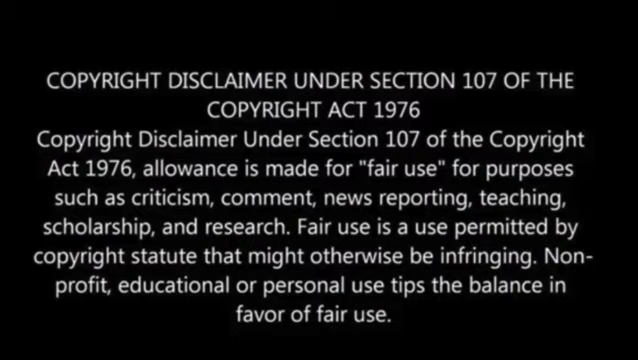 COPYRIGHT DISCLAIMER UNDER SECTION 107 OF THE
COPYRIGHT ACT 1976
Copyright Disclaimer Under Section 107 of the Copyright
Act 1976, allowance is made for "fair use" for purposes
such as criticism, comment, news reporting, teaching,
scholarship, and research. Fair use is a use permitted by
copyright statute that might otherwise be infringing. Non-
profit, educational or personal use tips the balance in
favor of fair use.